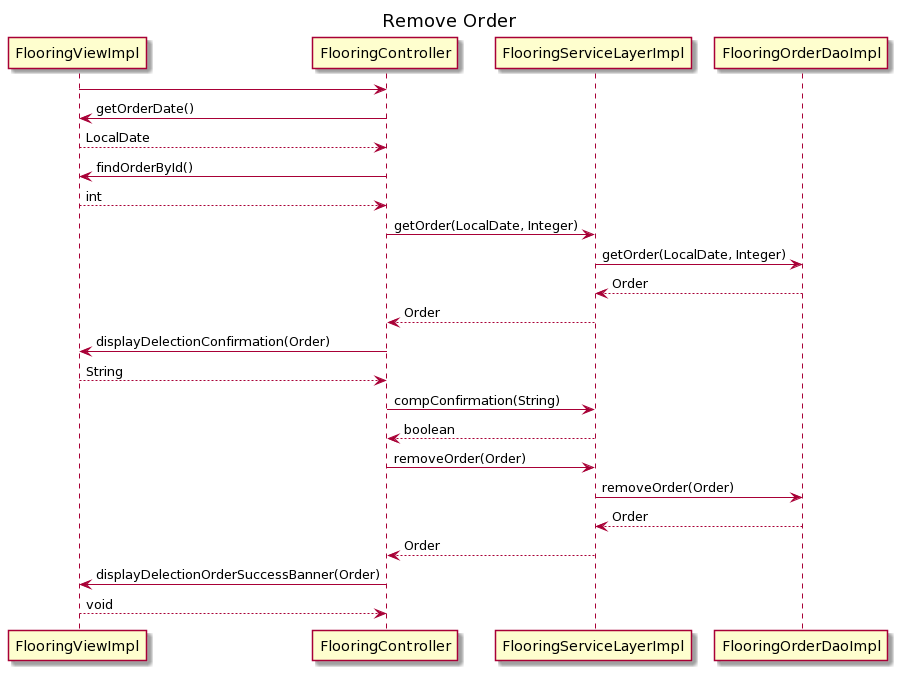 Remove Order
FlooringViewImpl FlooringController FlooringServiceLayerImpl FlooringOrderDaoImpl
getOrderDate()
LocalDate
findOrderById()
int
getOrder(LocalDate, Integer)
getOrder(LocalDate, Integer)
Order
Order
displayDelectionConfirmation(Order)
String
compConfirmation(String)
boolean
removeOrder(Order)
removeOrder(Order)
Order
Order
displayDelectionOrderSuccessBanner(Order)
void
FlooringViewImpl FlooringController FlooringServiceLayerImpl FlooringOrderDaoImpl